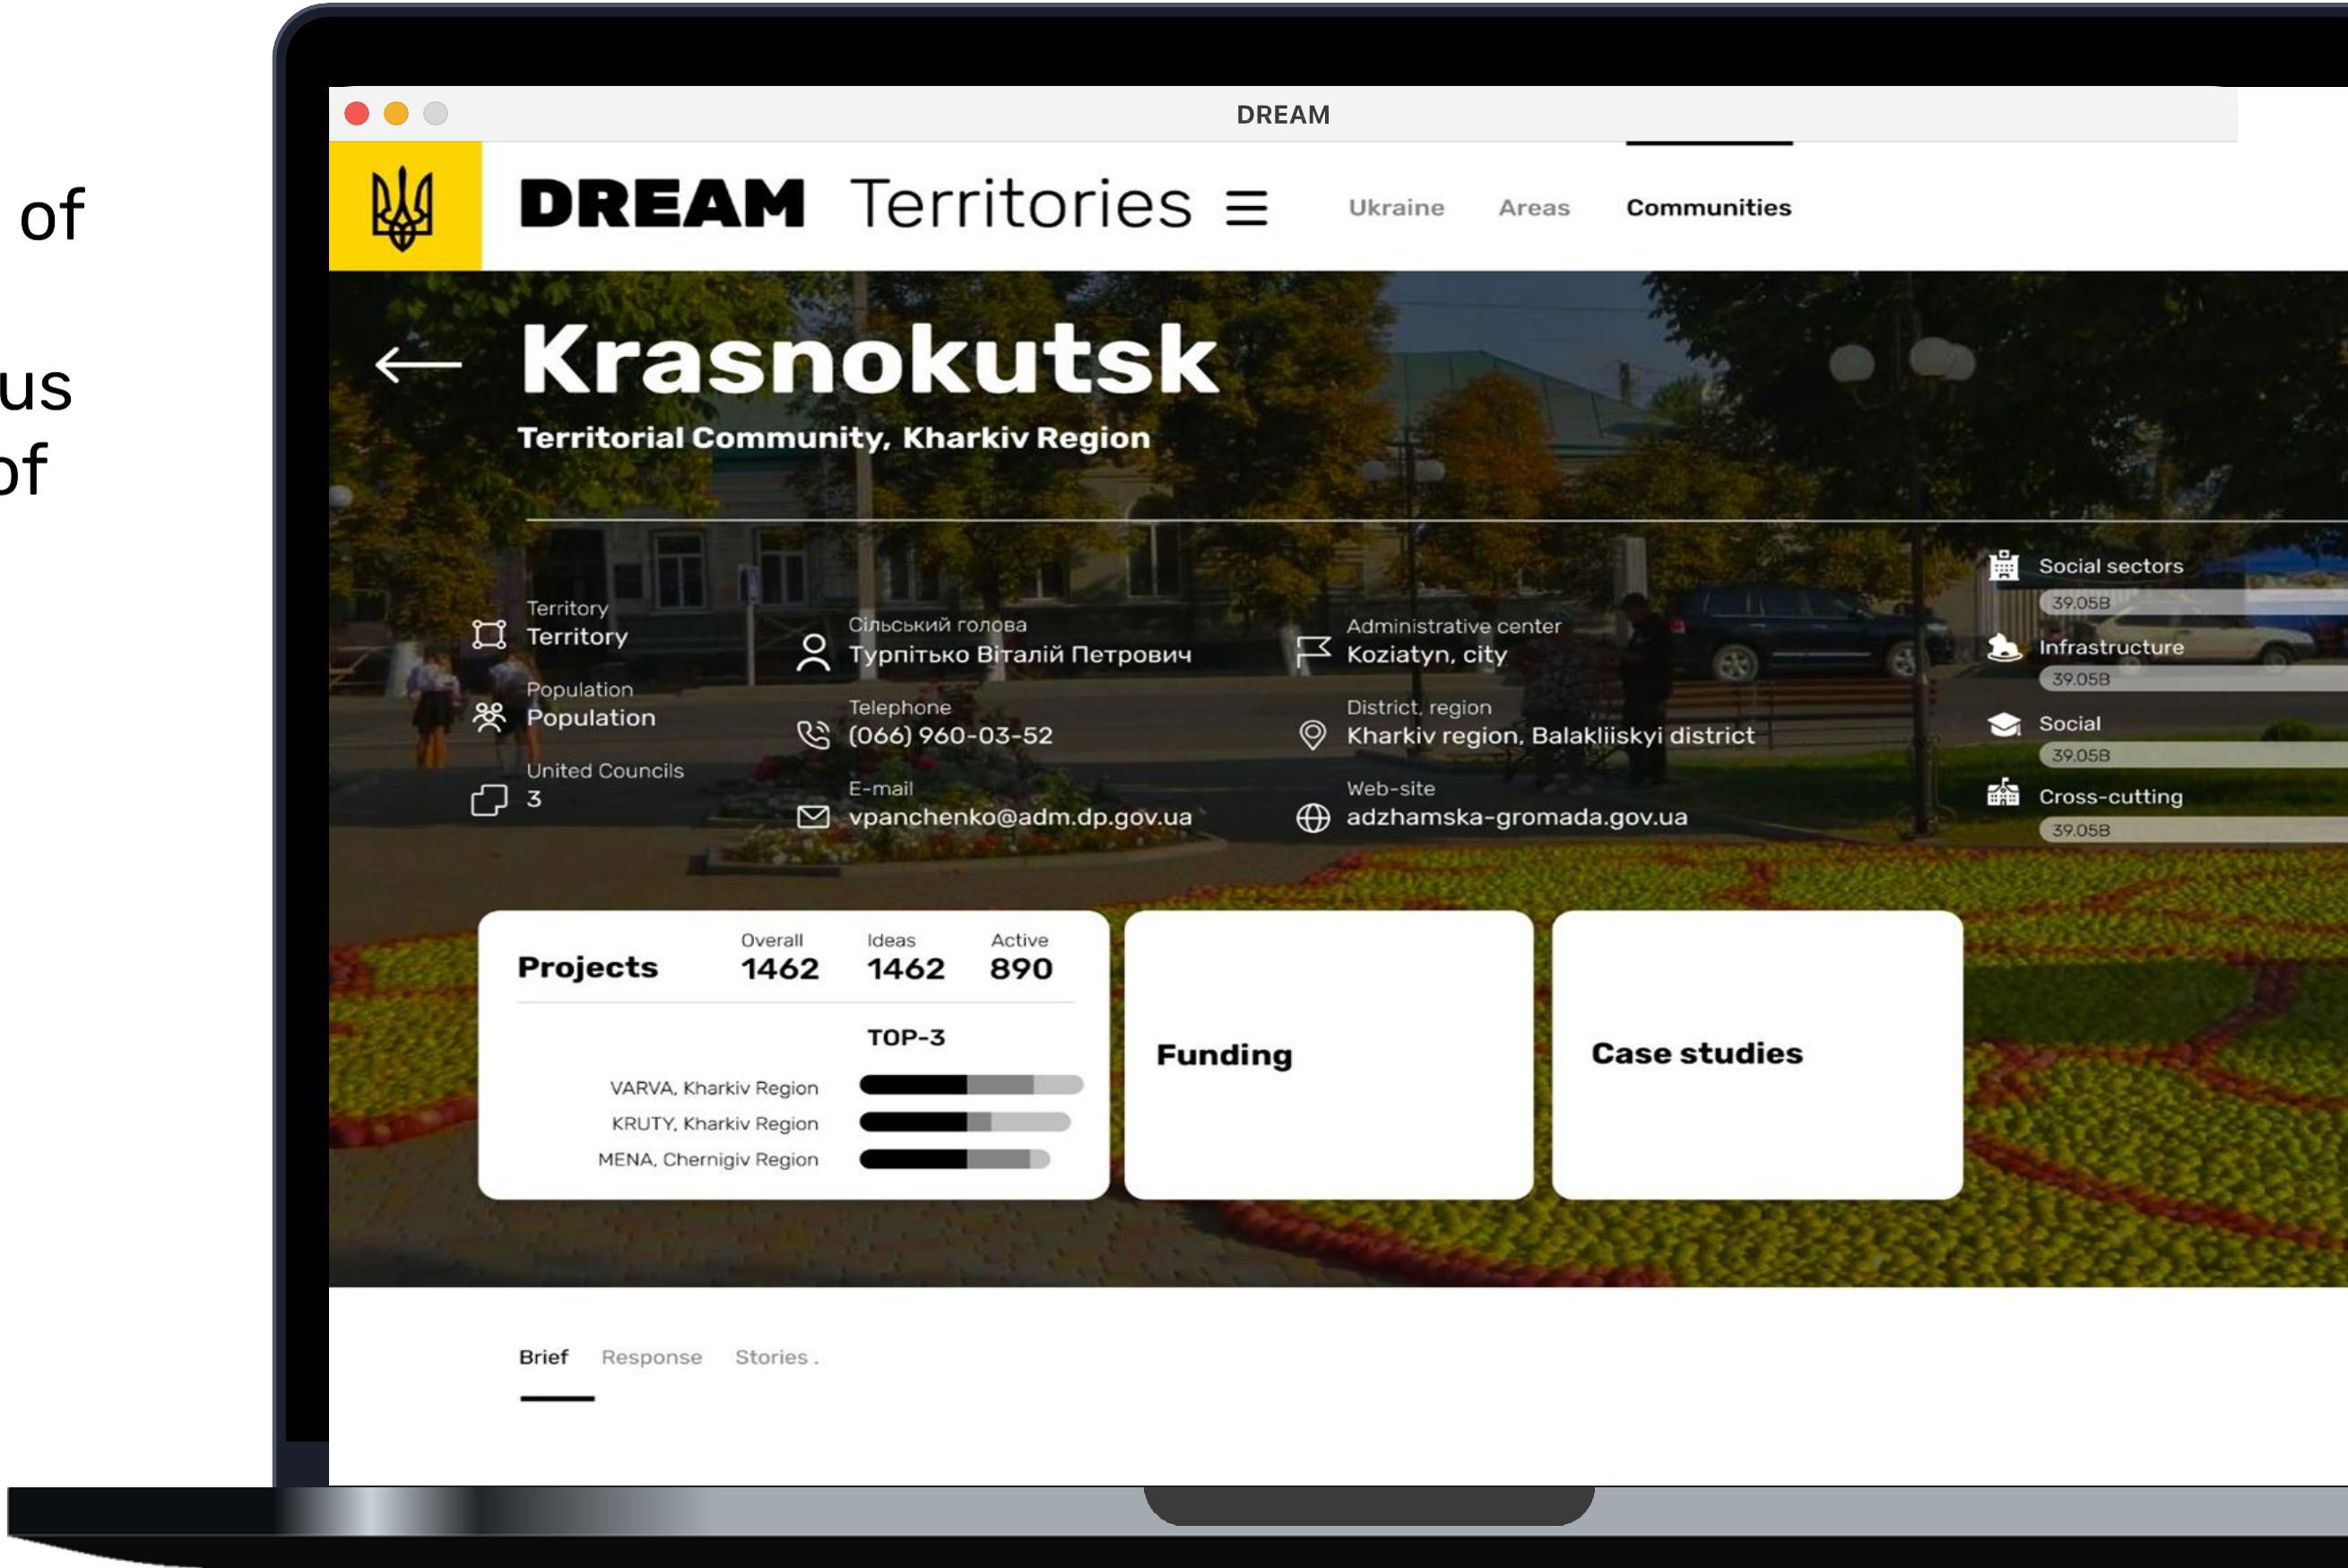 of
us
of
DREAM
DREAM Territories
Ukraine Areas Communities
Krasnokutsk
Territorial Community, Kharkiv Region
Territory
Territory
Population
Population
United Councils
3
Сільський голова
Турпітько Віталій Петрович
Telephone
(066) 960-03-52
E-mail
vpanchenko@adm.dp.gov.ua
Administrative center
Koziatyn, city
District, region
Kharkiv region, Balakliiskyi district
Web-site
adzhamska-gromada.gov.ua
Social sectors
39.05B
Infrastructure
39.05B
Social
39.05B
Cross-cutting
39.05B
Projects
Overall Ideas Active
1462 1462 890
TOP-3
VARVA, Kharkiv Region
KRUTY, Kharkiv Region
MENA, Chernigiv Region
Funding
Case studies
Brief Response Stories .